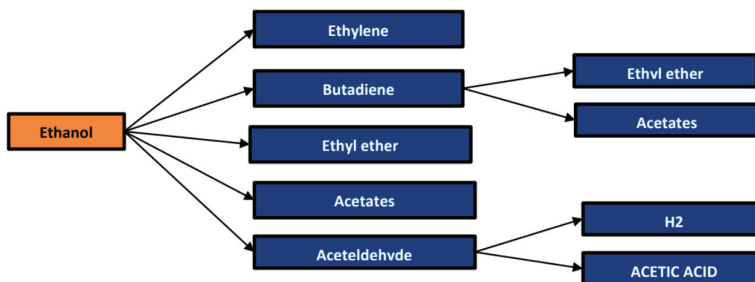 Ethylene
Butadiene
Ethvl ether
Ethanol
Acetates
Ethyl ether
Acetates
H2
Aceteldehvde
ACETIC ACID